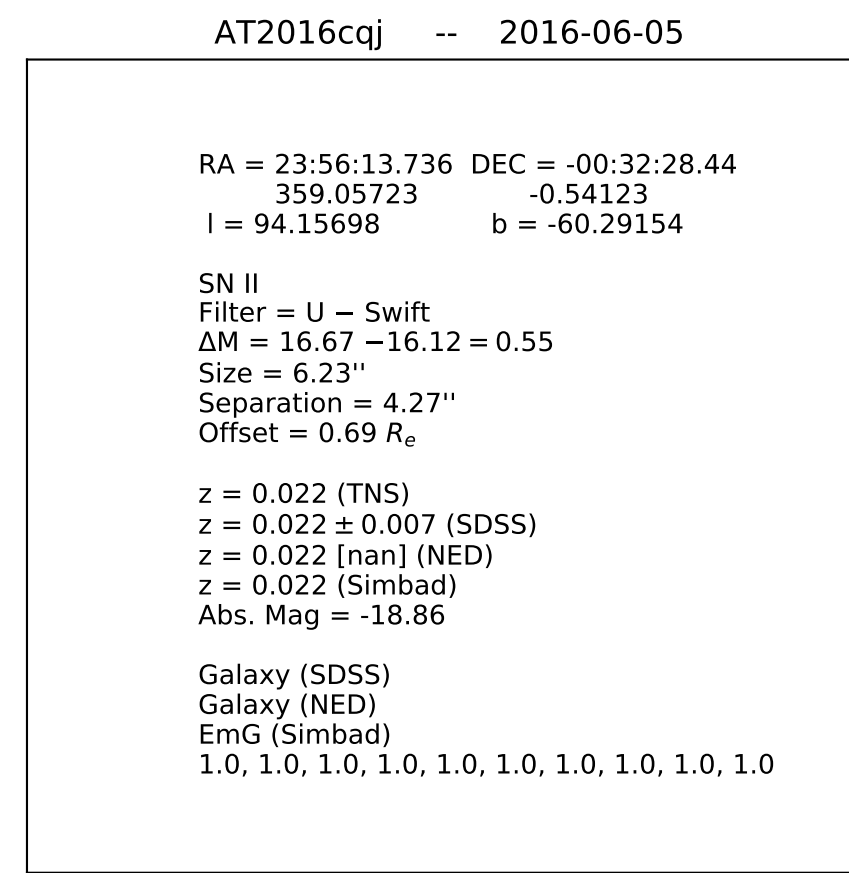 AT2016cqj -- 2016-06-05
RA = 23:56:13.736 DEC = -00:32:28.44
359.05723 -0.54123
l = 94.15698 b = -60.29154
SN II
Filter = U − Swift
ΔM = 16.67 −16.12 = 0.55
Size = 6.23''
Separation = 4.27''
Offset = 0.69 Rₑ
z = 0.022 (TNS)
z = 0.022 ± 0.007 (SDSS)
z = 0.022 [nan] (NED)
z = 0.022 (Simbad)
Abs. Mag = -18.86
Galaxy (SDSS)
Galaxy (NED)
EmG (Simbad)
1.0, 1.0, 1.0, 1.0, 1.0, 1.0, 1.0, 1.0, 1.0, 1.0